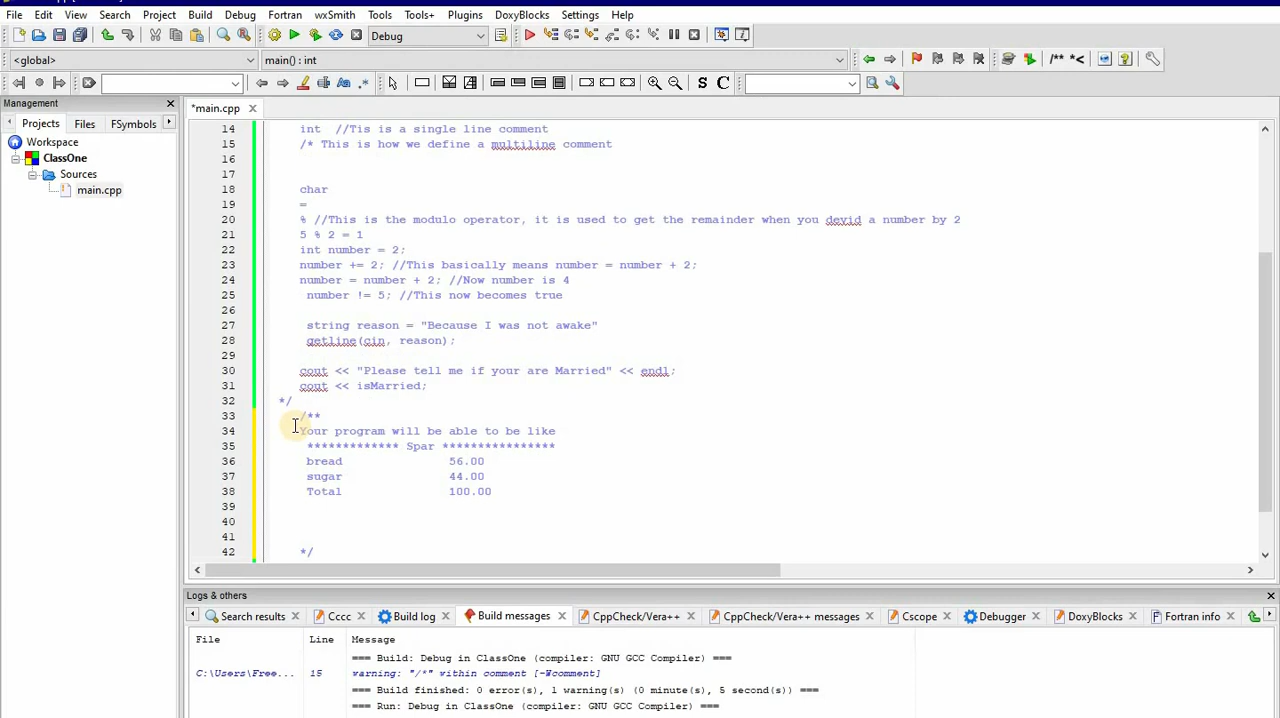 File Edit View Search Project Build Debug Fortran wxSmith Tools Tools+ Plugins DoxyBlocks Settings Help
Debug
<global> main() : int /** *<
S C
Management
Projects Files FSymbols
Workspace
ClassOne
Sources
main.cpp
*main.cpp
14 int //Tis is a single line comment
15 /* This is how we define a multiline comment
16
17
18 char
19 =
20 % //This is the modulo operator, it is used to get the remainder when you devid a number by 2
21 5 % 2 = 1
22 int number = 2;
23 number += 2; //This basically means number = number + 2;
24 number = number + 2; //Now number is 4
25 number != 5; //This now becomes true
26
27 string reason = "Because I was not awake"
28 getline(cin, reason);
29
30 cout << "Please tell me if your are Married" << endl;
31 cout << isMarried;
32 */
33 /**
34 Your program will be able to be like
35 ************* Spar ****************
36 bread 56.00
37 sugar 44.00
38 Total 100.00
39
40
41
42 */
Logs & others
Search results Cccc Build log Build messages CppCheck/Vera++ CppCheck/Vera++ messages Cscope Debugger DoxyBlocks Fortran info
File Line Message
=== Build: Debug in ClassOne (compiler: GNU GCC Compiler) ===
C:\Users\Free... 15 warning: "/*" within comment [-Wcomment]
=== Build finished: 0 error(s), 1 warning(s) (0 minute(s), 5 second(s)) ===
=== Run: Debug in ClassOne (compiler: GNU GCC Compiler) ===